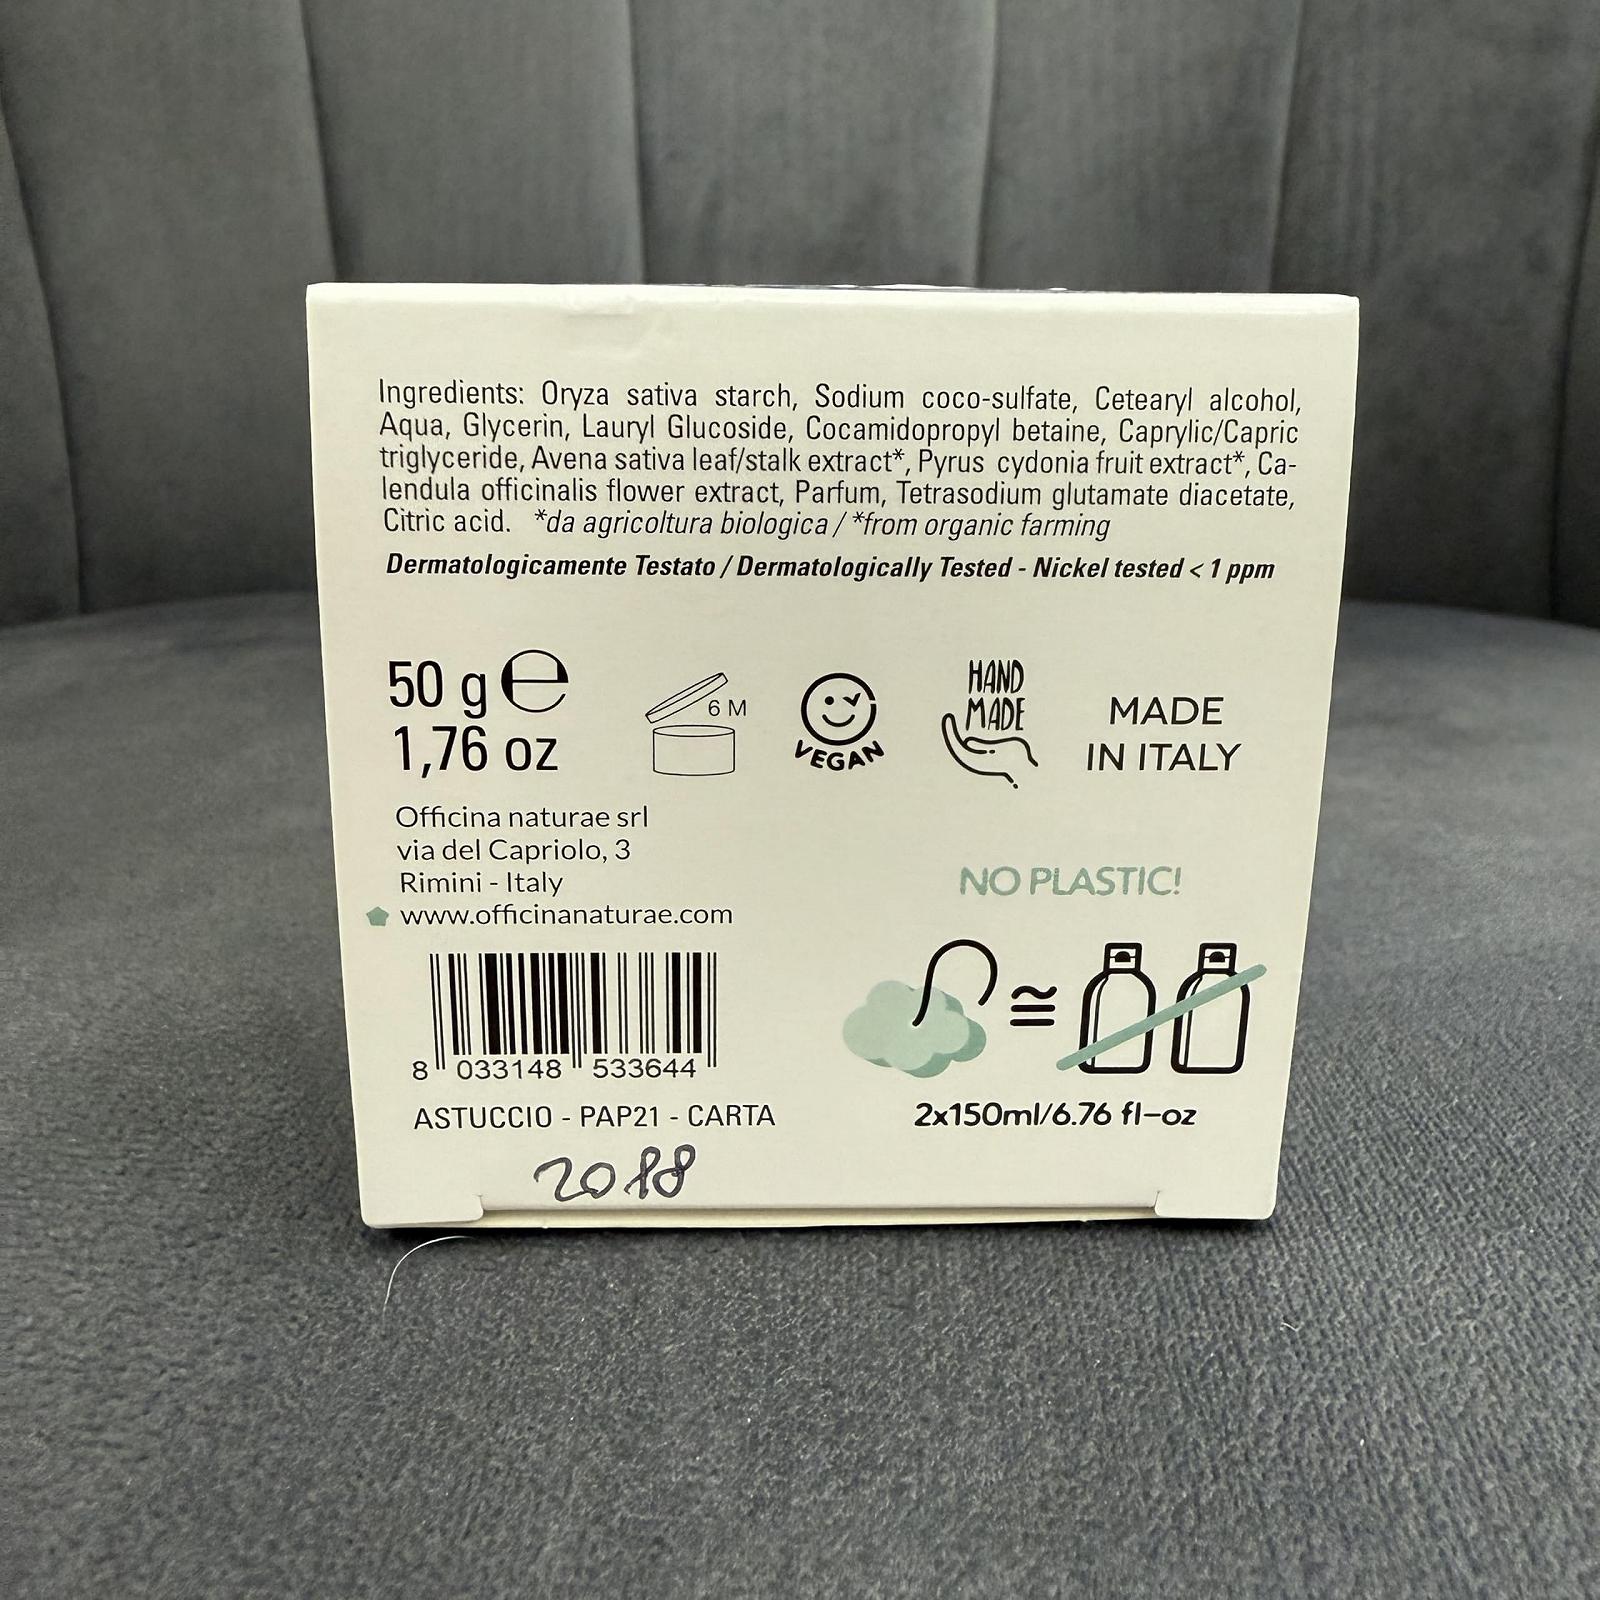 Ingredients: Oryza sativa starch, Sodium coco-sulfate, Cetearyl alcohol,
Aqua, Glycerin, Lauryl Glucoside, Cocamidopropyl betaine, Caprylic/Capric
triglyceride, Avena sativa leaf/stalk extract*, Pyrus cydonia fruit extract*, Ca-
lendula officinalis flower extract, Parfum, Tetrasodium glutamate diacetate,
Citric acid. *da agricoltura biologica / *from organic farming
Dermatologicamente Testato / Dermatologically Tested - Nickel tested < 1 ppm
50 g ℮
1,76 oz
6 M
VEGAN
HAND
MADE
MADE
IN ITALY
Officina naturae srl
via del Capriolo, 3
Rimini - Italy
www.officinanaturae.com
NO PLASTIC!
≅
8 033148 533644
ASTUCCIO - PAP21 - CARTA
2x150ml/6.76 fl-oz
2018